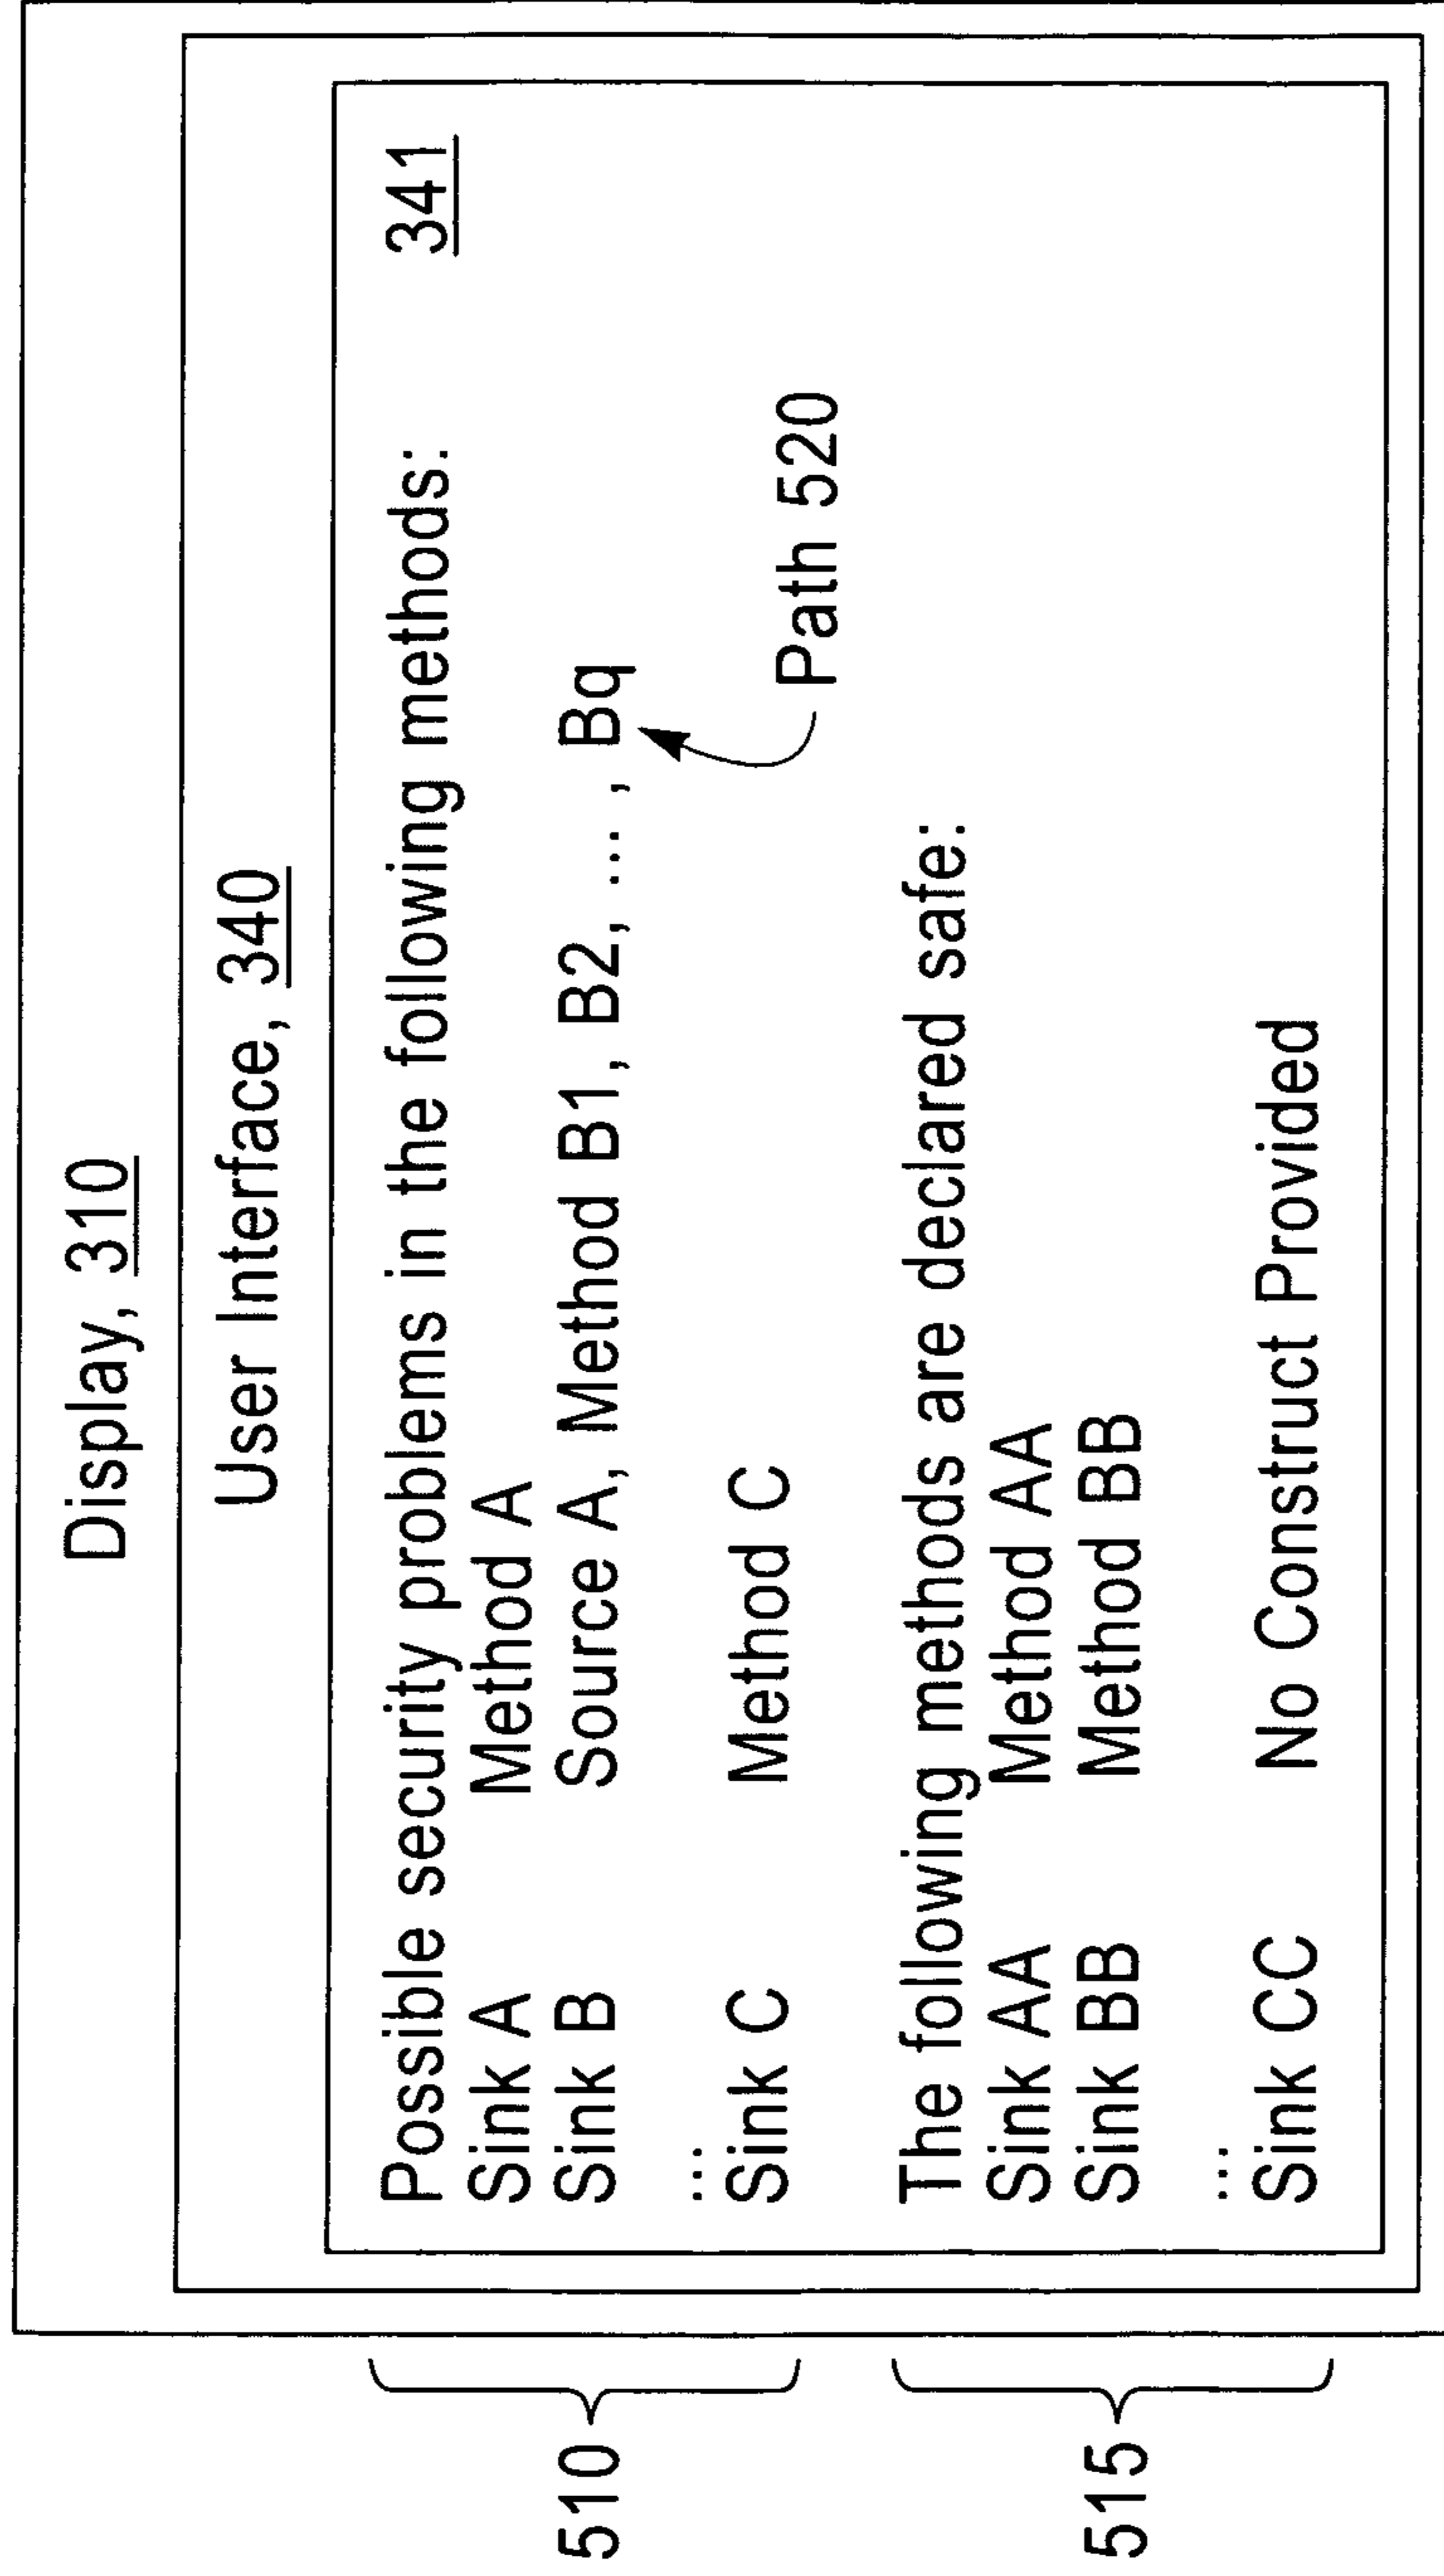 Display, 310
User Interface, 340
341
Possible security problems in the following methods:
Sink A Method A
Sink B Source A, Method B1, B2, ... , Bq
...
Sink C Method C
Path 520
The following methods are declared safe:
Sink AA Method AA
Sink BB Method BB
...
Sink CC No Construct Provided
510
515